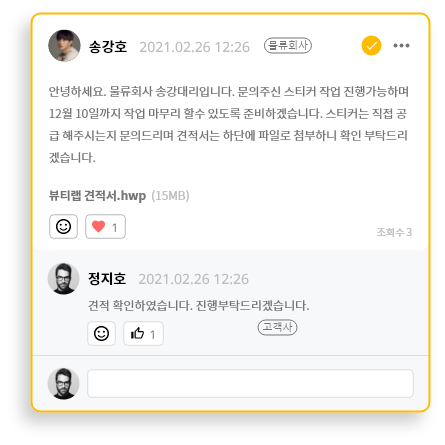 송강호 2021.02.26 12:26 물류회사
안녕하세요. 물류회사 송강대리입니다. 문의주신 스티커 작업 진행가능하며
12월 10일까지 작업 마무리 할수 있도록 준비하겠습니다. 스티커는 직접 공
급 해주시는지 문의드리며 견적서는 하단에 파일로 첨부하니 확인 부탁드리
겠습니다.
뷰티랩 견적서.hwp (15MB)
1
조회수 3
정지호 2021.02.26 12:26
견적 확인하였습니다. 진행부탁드리겠습니다.
1
고객사